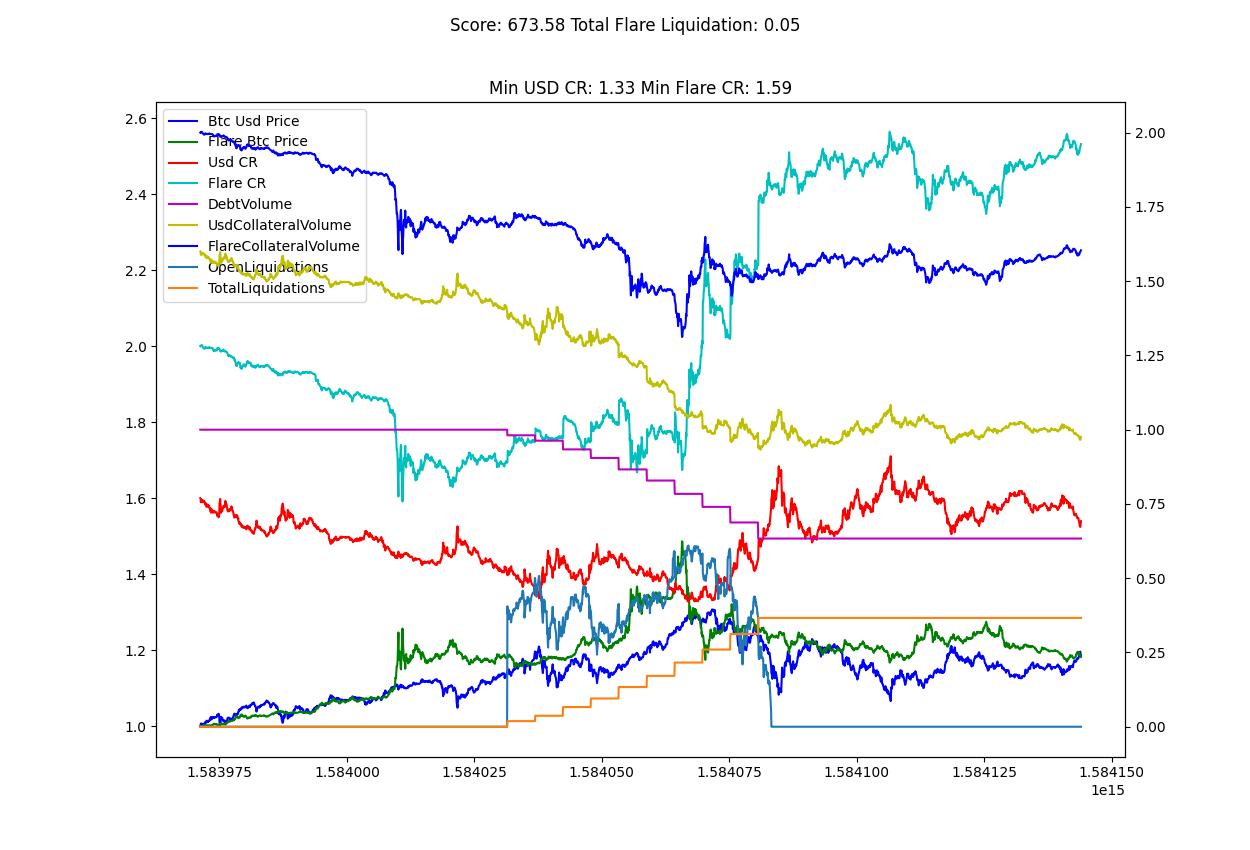 Score: 673.58 Total Flare Liquidation: 0.05
Min USD CR: 1.33 Min Flare CR: 1.59
Btc Usd Price
Flare Btc Price
Usd CR
Flare CR
DebtVolume
UsdCollateralVolume
FlareCollateralVolume
OpenLiquidations
TotalLiquidations
2.6
2.4
2.2
2.0
1.8
1.6
1.4
1.2
1.0
2.00
1.75
1.50
1.25
1.00
0.75
0.50
0.25
0.00
1.583975 1.584000 1.584025 1.584050 1.584075 1.584100 1.584125 1.584150
1e15